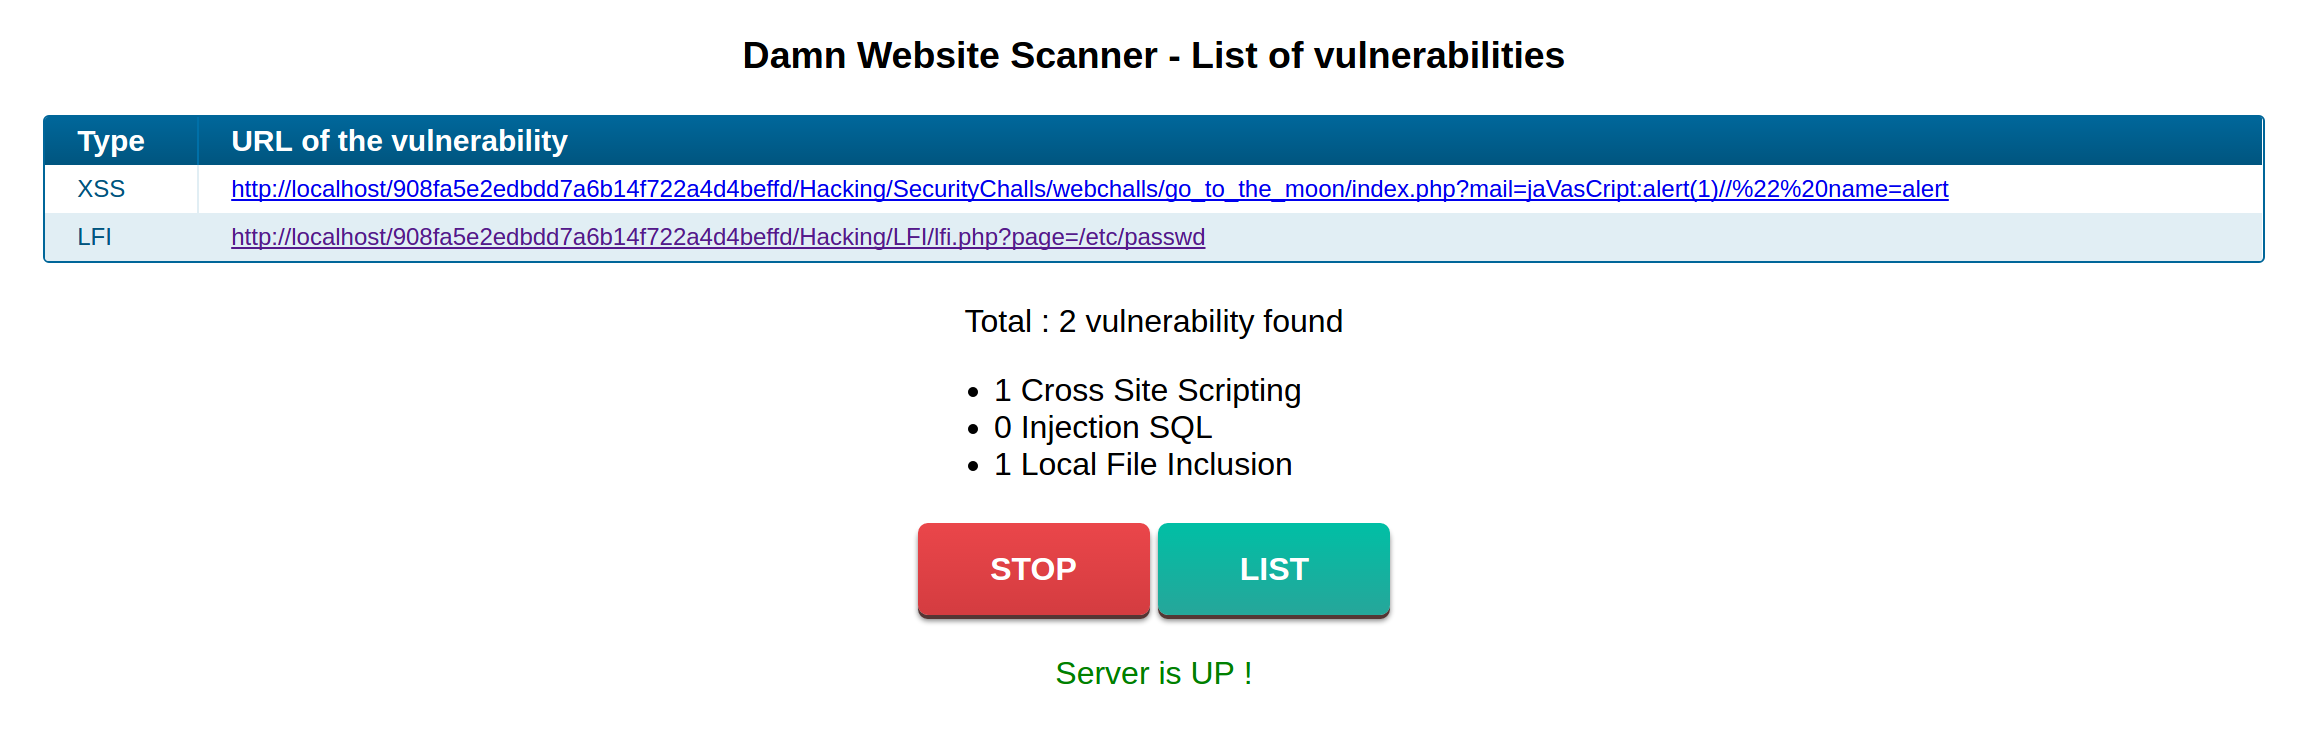 Damn Website Scanner - List of vulnerabilities
Type URL of the vulnerability
XSS http://localhost/908fa5e2edbdd7a6b14f722a4d4beffd/Hacking/SecurityChalls/webchalls/go_to_the_moon/index.php?mail=jaVasCript:alert(1)//%22%20name=alert
LFI http://localhost/908fa5e2edbdd7a6b14f722a4d4beffd/Hacking/LFI/lfi.php?page=/etc/passwd
Total : 2 vulnerability found
• 1 Cross Site Scripting
• 0 Injection SQL
• 1 Local File Inclusion
STOP LIST
Server is UP !